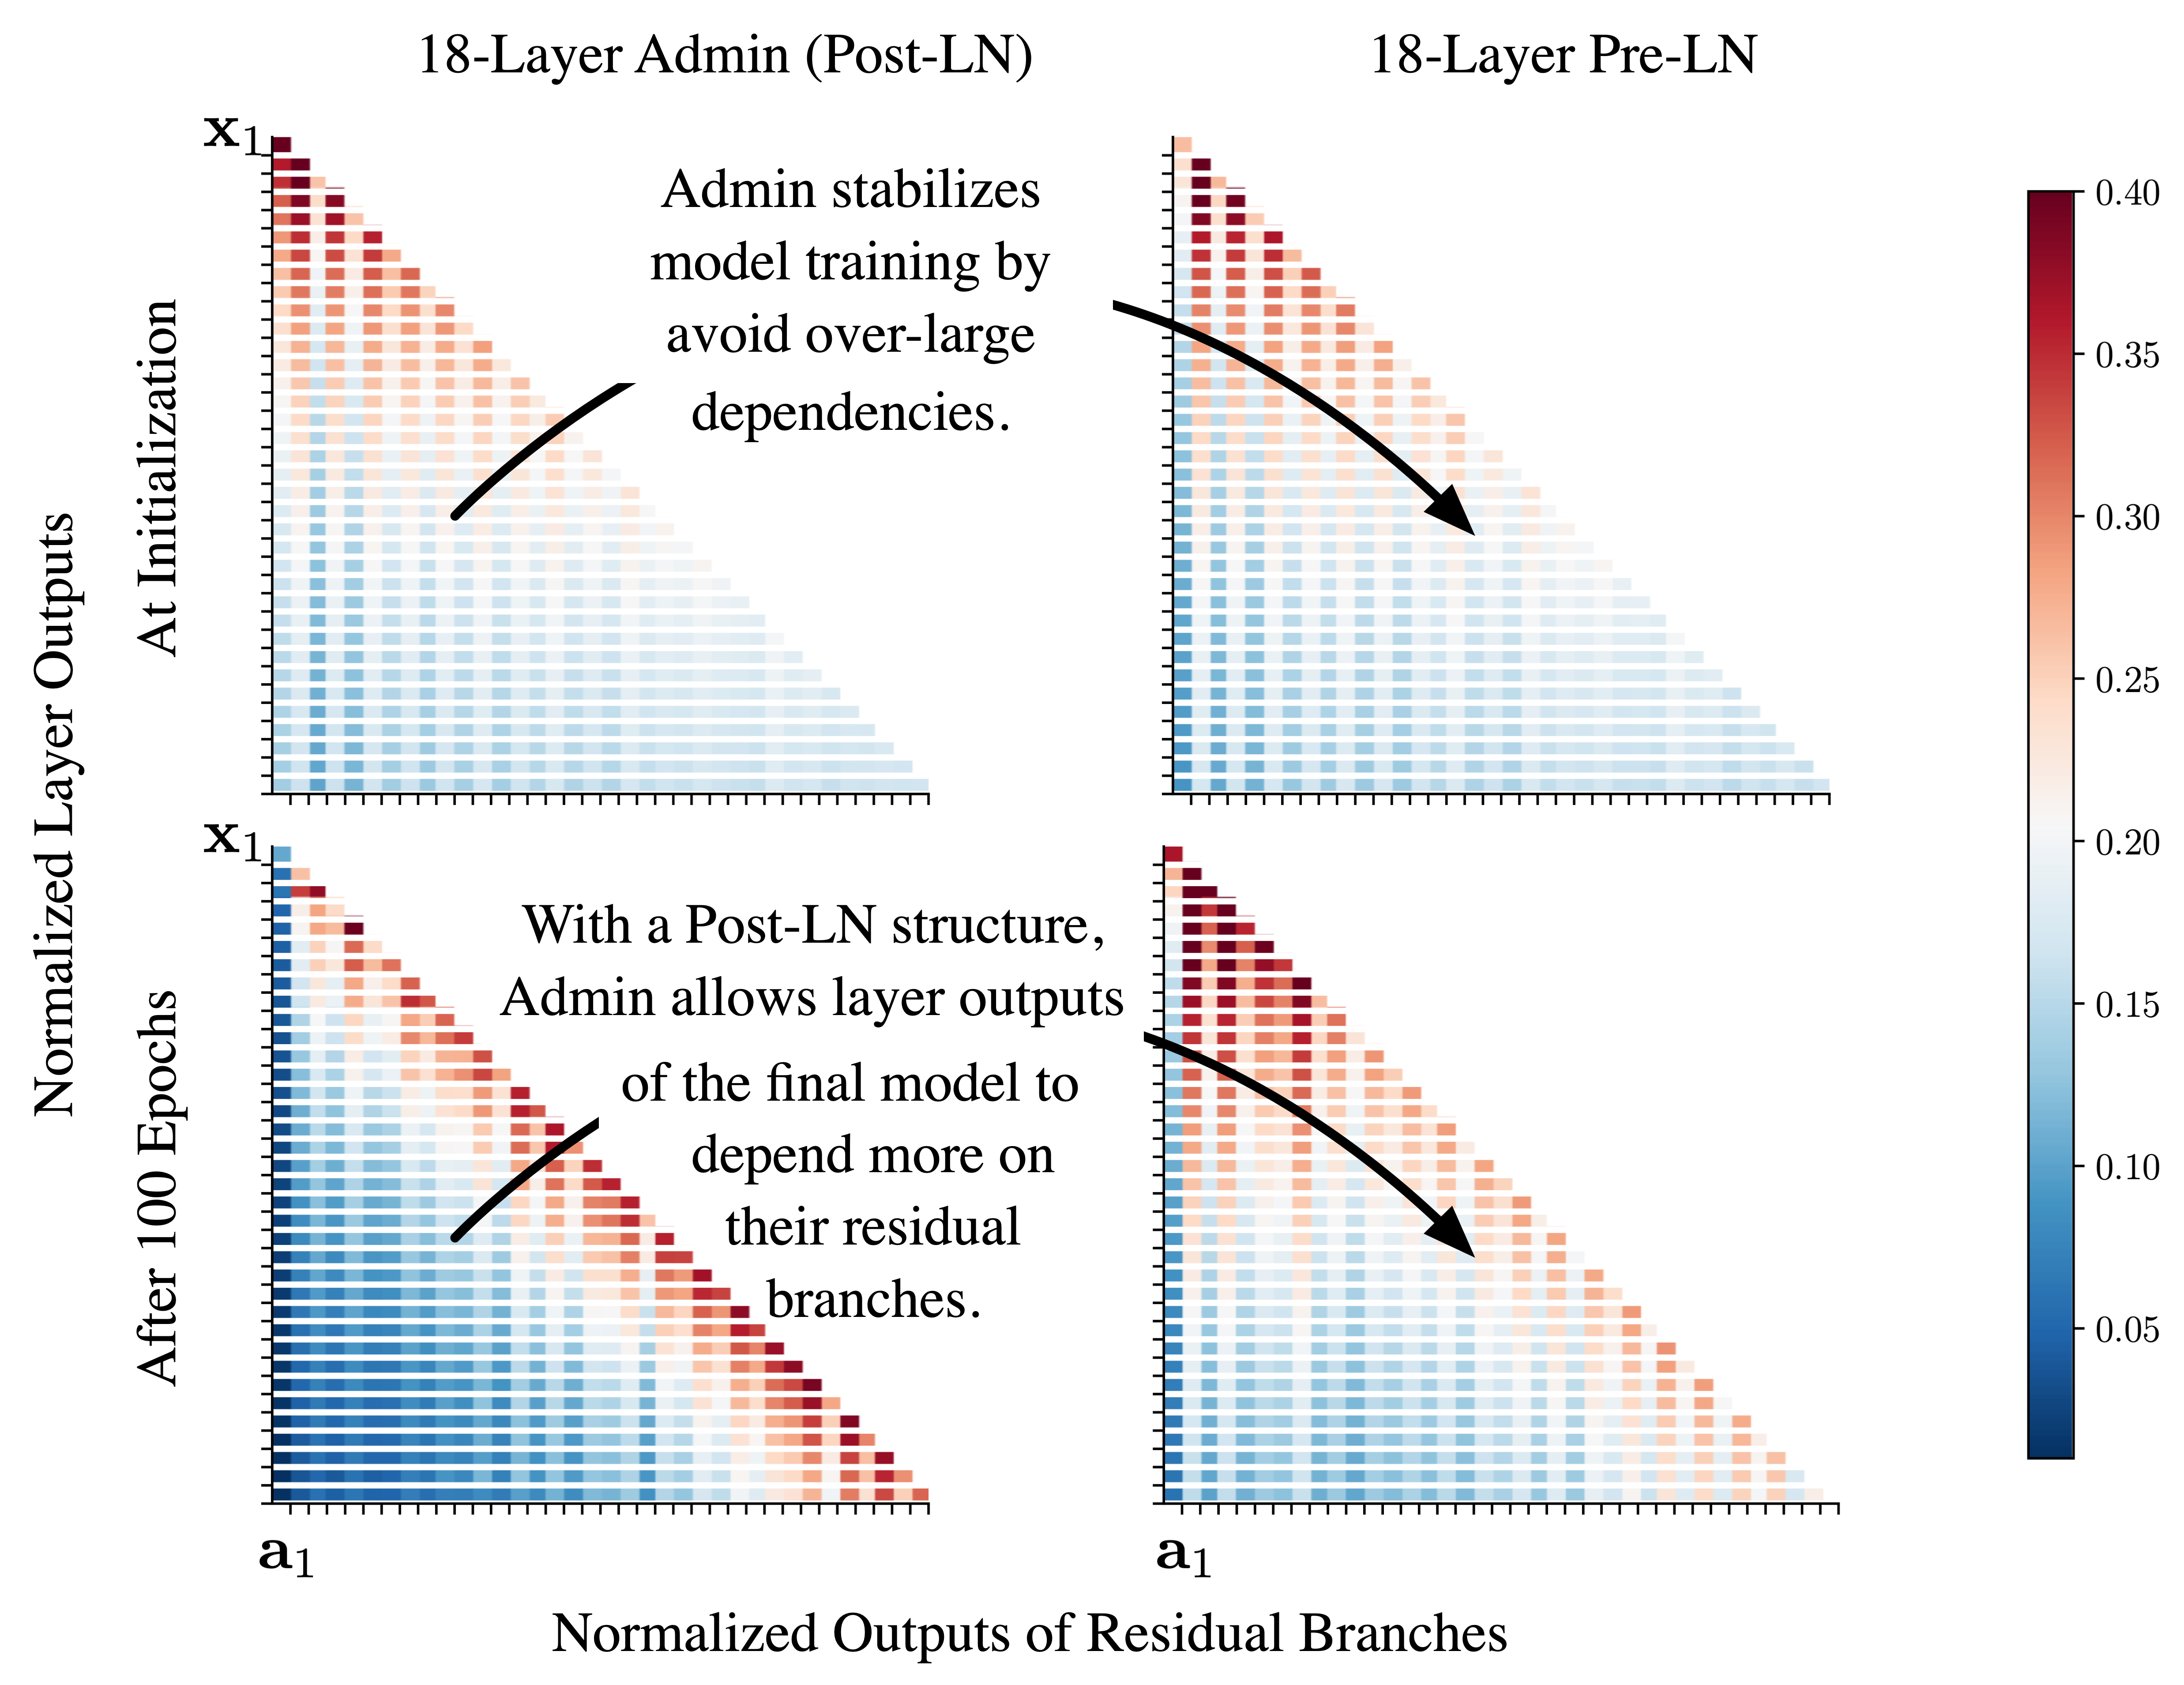 18-Layer Admin (Post-LN)
18-Layer Pre-LN
x1
Admin stabilizes
model training by
avoid over-large
dependencies.
At Initialization
Normalized Layer Outputs
x1
With a Post-LN structure,
Admin allows layer outputs
of the final model to
depend more on
their residual
branches.
After 100 Epochs
a1
a1
Normalized Outputs of Residual Branches
0.40
0.35
0.30
0.25
0.20
0.15
0.10
0.05